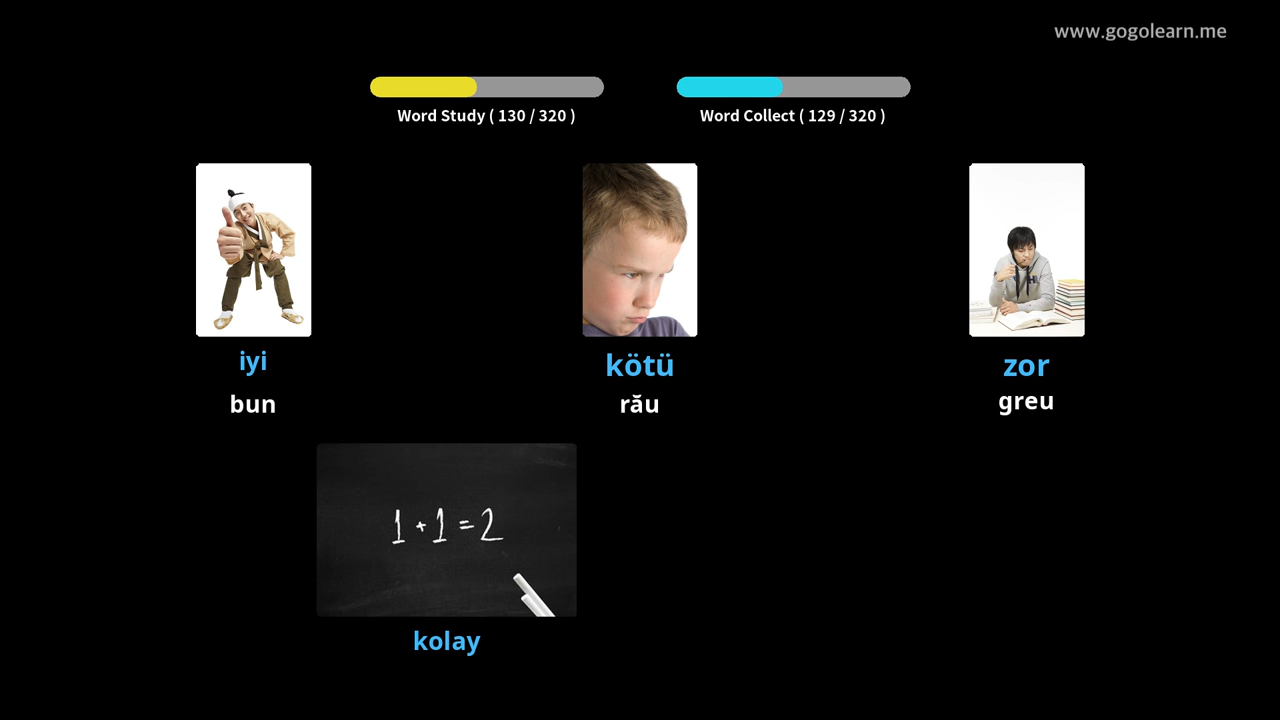 www.gogolearn.me
Word Study ( 130 / 320 )
Word Collect ( 129 / 320 )
iyi
bun
kötü
rău
zor
greu
1 + 1 = 2
kolay